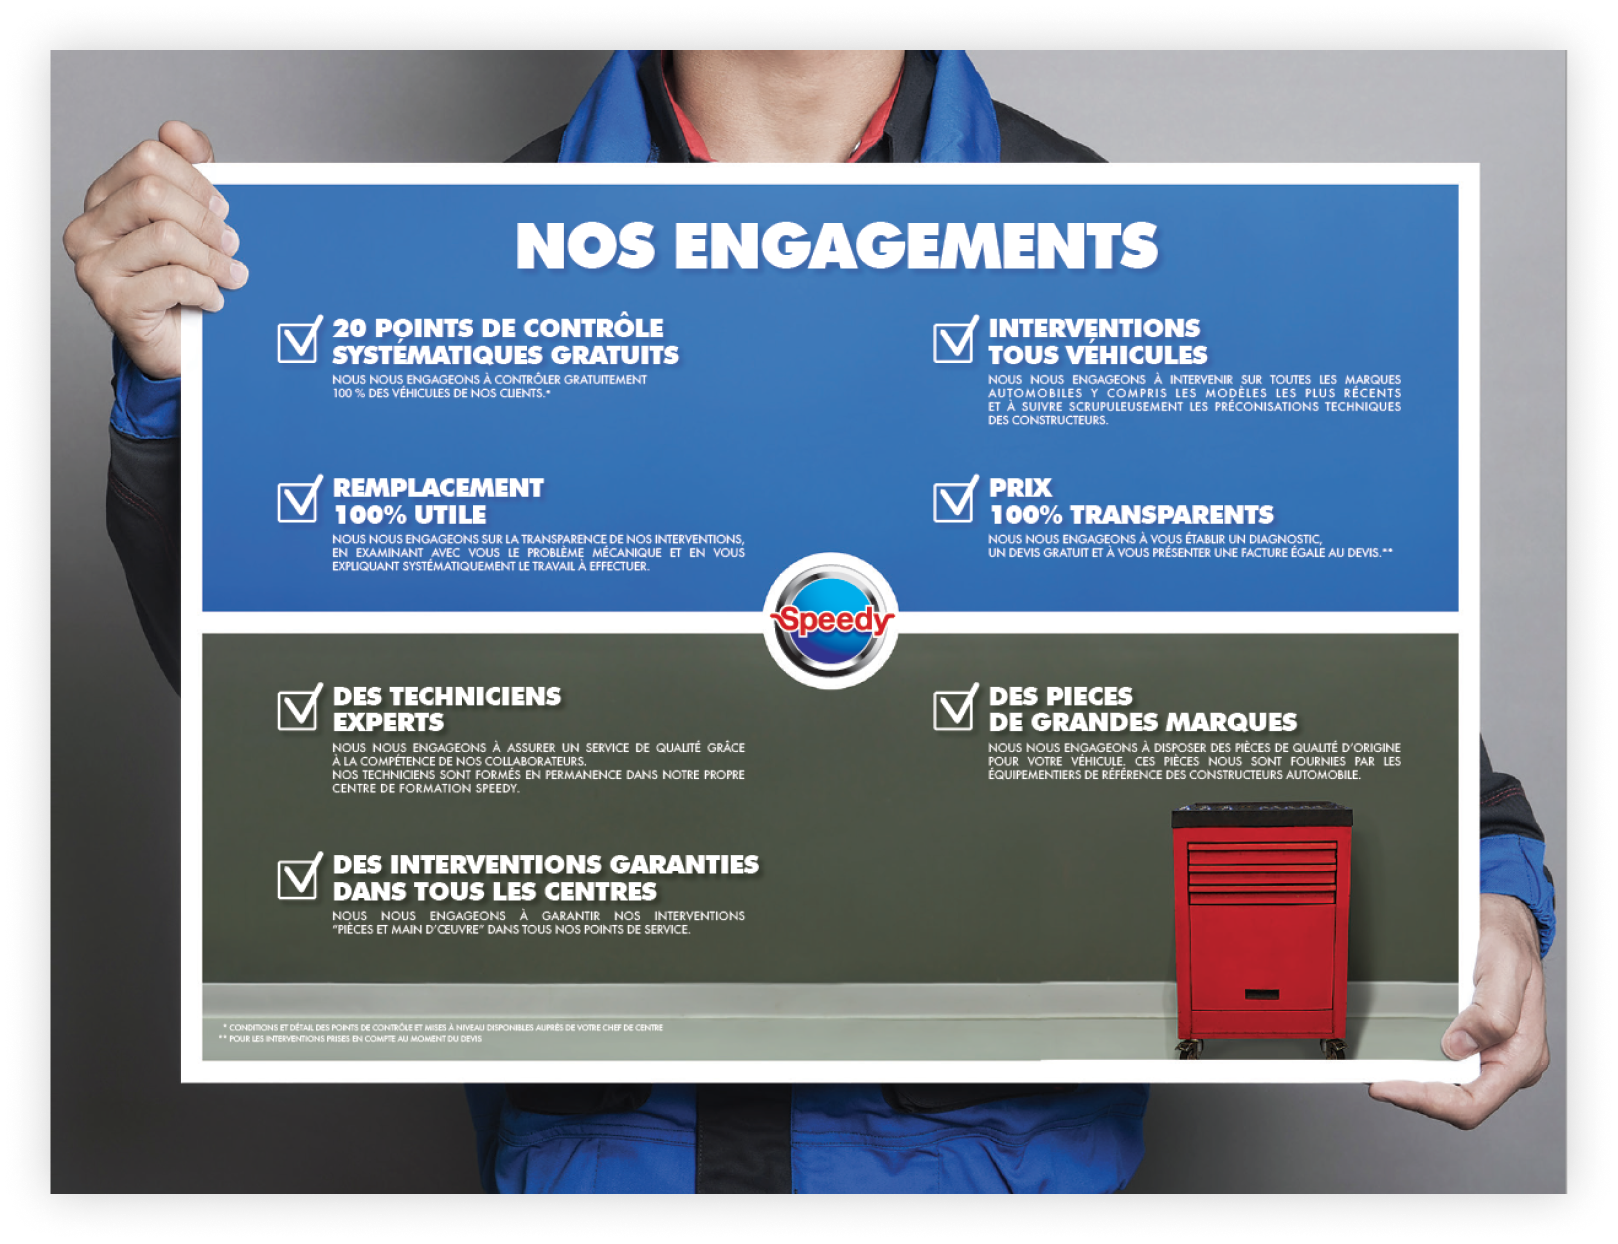 NOS ENGAGEMENTS
20 POINTS DE CONTRÔLE
SYSTÉMATIQUES GRATUITS
NOUS NOUS ENGAGEONS À CONTRÔLER GRATUITEMENT
100 % DES VÉHICULES DE NOS CLIENTS.*
INTERVENTIONS
TOUS VÉHICULES
NOUS NOUS ENGAGEONS À INTERVENIR SUR TOUTES LES MARQUES
AUTOMOBILES Y COMPRIS LES MODÈLES LES PLUS RÉCENTS
ET À SUIVRE SCRUPULEUSEMENT LES PRÉCONISATIONS TECHNIQUES
DES CONSTRUCTEURS.
REMPLACEMENT
100% UTILE
NOUS NOUS ENGAGEONS SUR LA TRANSPARENCE DE NOS INTERVENTIONS,
EN EXAMINANT AVEC VOUS LE PROBLÈME MÉCANIQUE ET EN VOUS
EXPLIQUANT SYSTÉMATIQUEMENT LE TRAVAIL À EFFECTUER.
PRIX
100% TRANSPARENTS
NOUS NOUS ENGAGEONS À VOUS ÉTABLIR UN DIAGNOSTIC,
UN DEVIS GRATUIT ET À VOUS PRÉSENTER UNE FACTURE ÉGALE AU DEVIS.**
Speedy
DES TECHNICIENS
EXPERTS
NOUS NOUS ENGAGEONS À ASSURER UN SERVICE DE QUALITÉ GRÂCE
À LA COMPÉTENCE DE NOS COLLABORATEURS.
NOS TECHNICIENS SONT FORMÉS EN PERMANENCE DANS NOTRE PROPRE
CENTRE DE FORMATION SPEEDY.
DES PIECES
DE GRANDES MARQUES
NOUS NOUS ENGAGEONS À DISPOSER DES PIÈCES DE QUALITÉ D'ORIGINE
POUR VOTRE VÉHICULE. CES PIÈCES NOUS SONT FOURNIES PAR LES
ÉQUIPEMENTIERS DE RÉFÉRENCE DES CONSTRUCTEURS AUTOMOBILE.
DES INTERVENTIONS GARANTIES
DANS TOUS LES CENTRES
NOUS NOUS ENGAGEONS À GARANTIR NOS INTERVENTIONS
"PIÈCES ET MAIN D'ŒUVRE" DANS TOUS NOS POINTS DE SERVICE.
* CONDITIONS ET DÉTAIL DES POINTS DE CONTRÔLE ET MISES À NIVEAU DISPONIBLES AUPRÈS DE VOTRE CHEF DE CENTRE
** POUR LES INTERVENTIONS PRISES EN COMPTE AU MOMENT DU DEVIS